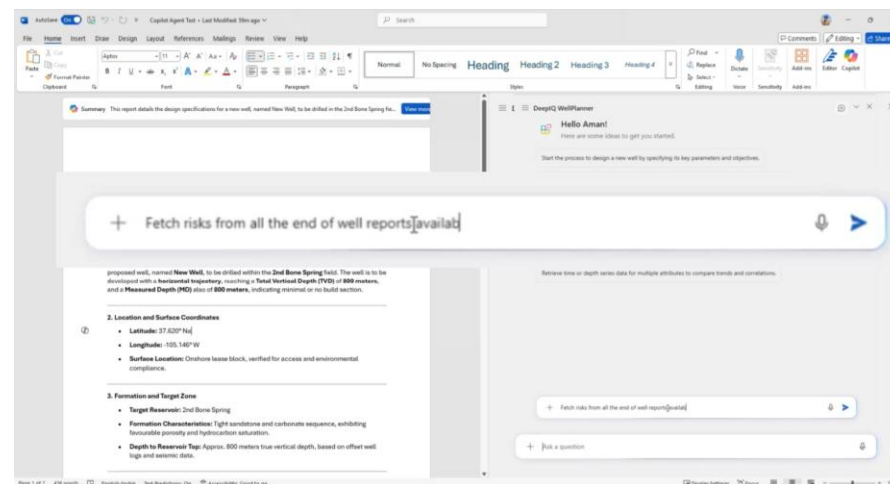 AutoSave On Copilot Agent Test • Last Modified: 59m ago Search
File Home Insert Draw Design Layout References Mailings Review View Help Comments Editing Share
Paste Cut Copy Format Painter Aptos 11 Normal No Spacing Heading Heading 2 Heading 3 Heading 4 Find Replace Select Dictate Sensitivity Add-ins Editor Copilot
Clipboard Font Paragraph Styles Editing Voice Sensitivity Add-ins
Summary This report details the design specifications for a new well, named New Well, to be drilled in the 2nd Bone Spring fie... View more
DeepIQ WellPlanner
Hello Aman!
Here are some ideas to get you started.
Start the process to design a new well by specifying its key parameters and objectives.
Fetch risks from all the end of well reports availab
proposed well, named New Well, to be drilled within the 2nd Bone Spring field. The well is to be
developed with a horizontal trajectory, reaching a Total Vertical Depth (TVD) of 800 meters,
and a Measured Depth (MD) also of 800 meters, indicating minimal or no build section.
Retrieve time or depth series data for multiple attributes to compare trends and correlations.
2. Location and Surface Coordinates
• Latitude: 37.620° Na
• Longitude: -105.146° W
• Surface Location: Onshore lease block, verified for access and environmental
compliance.
3. Formation and Target Zone
• Target Reservoir: 2nd Bone Spring
• Formation Characteristics: Tight sandstone and carbonate sequence, exhibiting
favourable porosity and hydrocarbon saturation.
• Depth to Reservoir Top: Approx. 800 meters true vertical depth, based on offset well
logs and seismic data.
Fetch risks from all the end of well reports availab
Ask a question